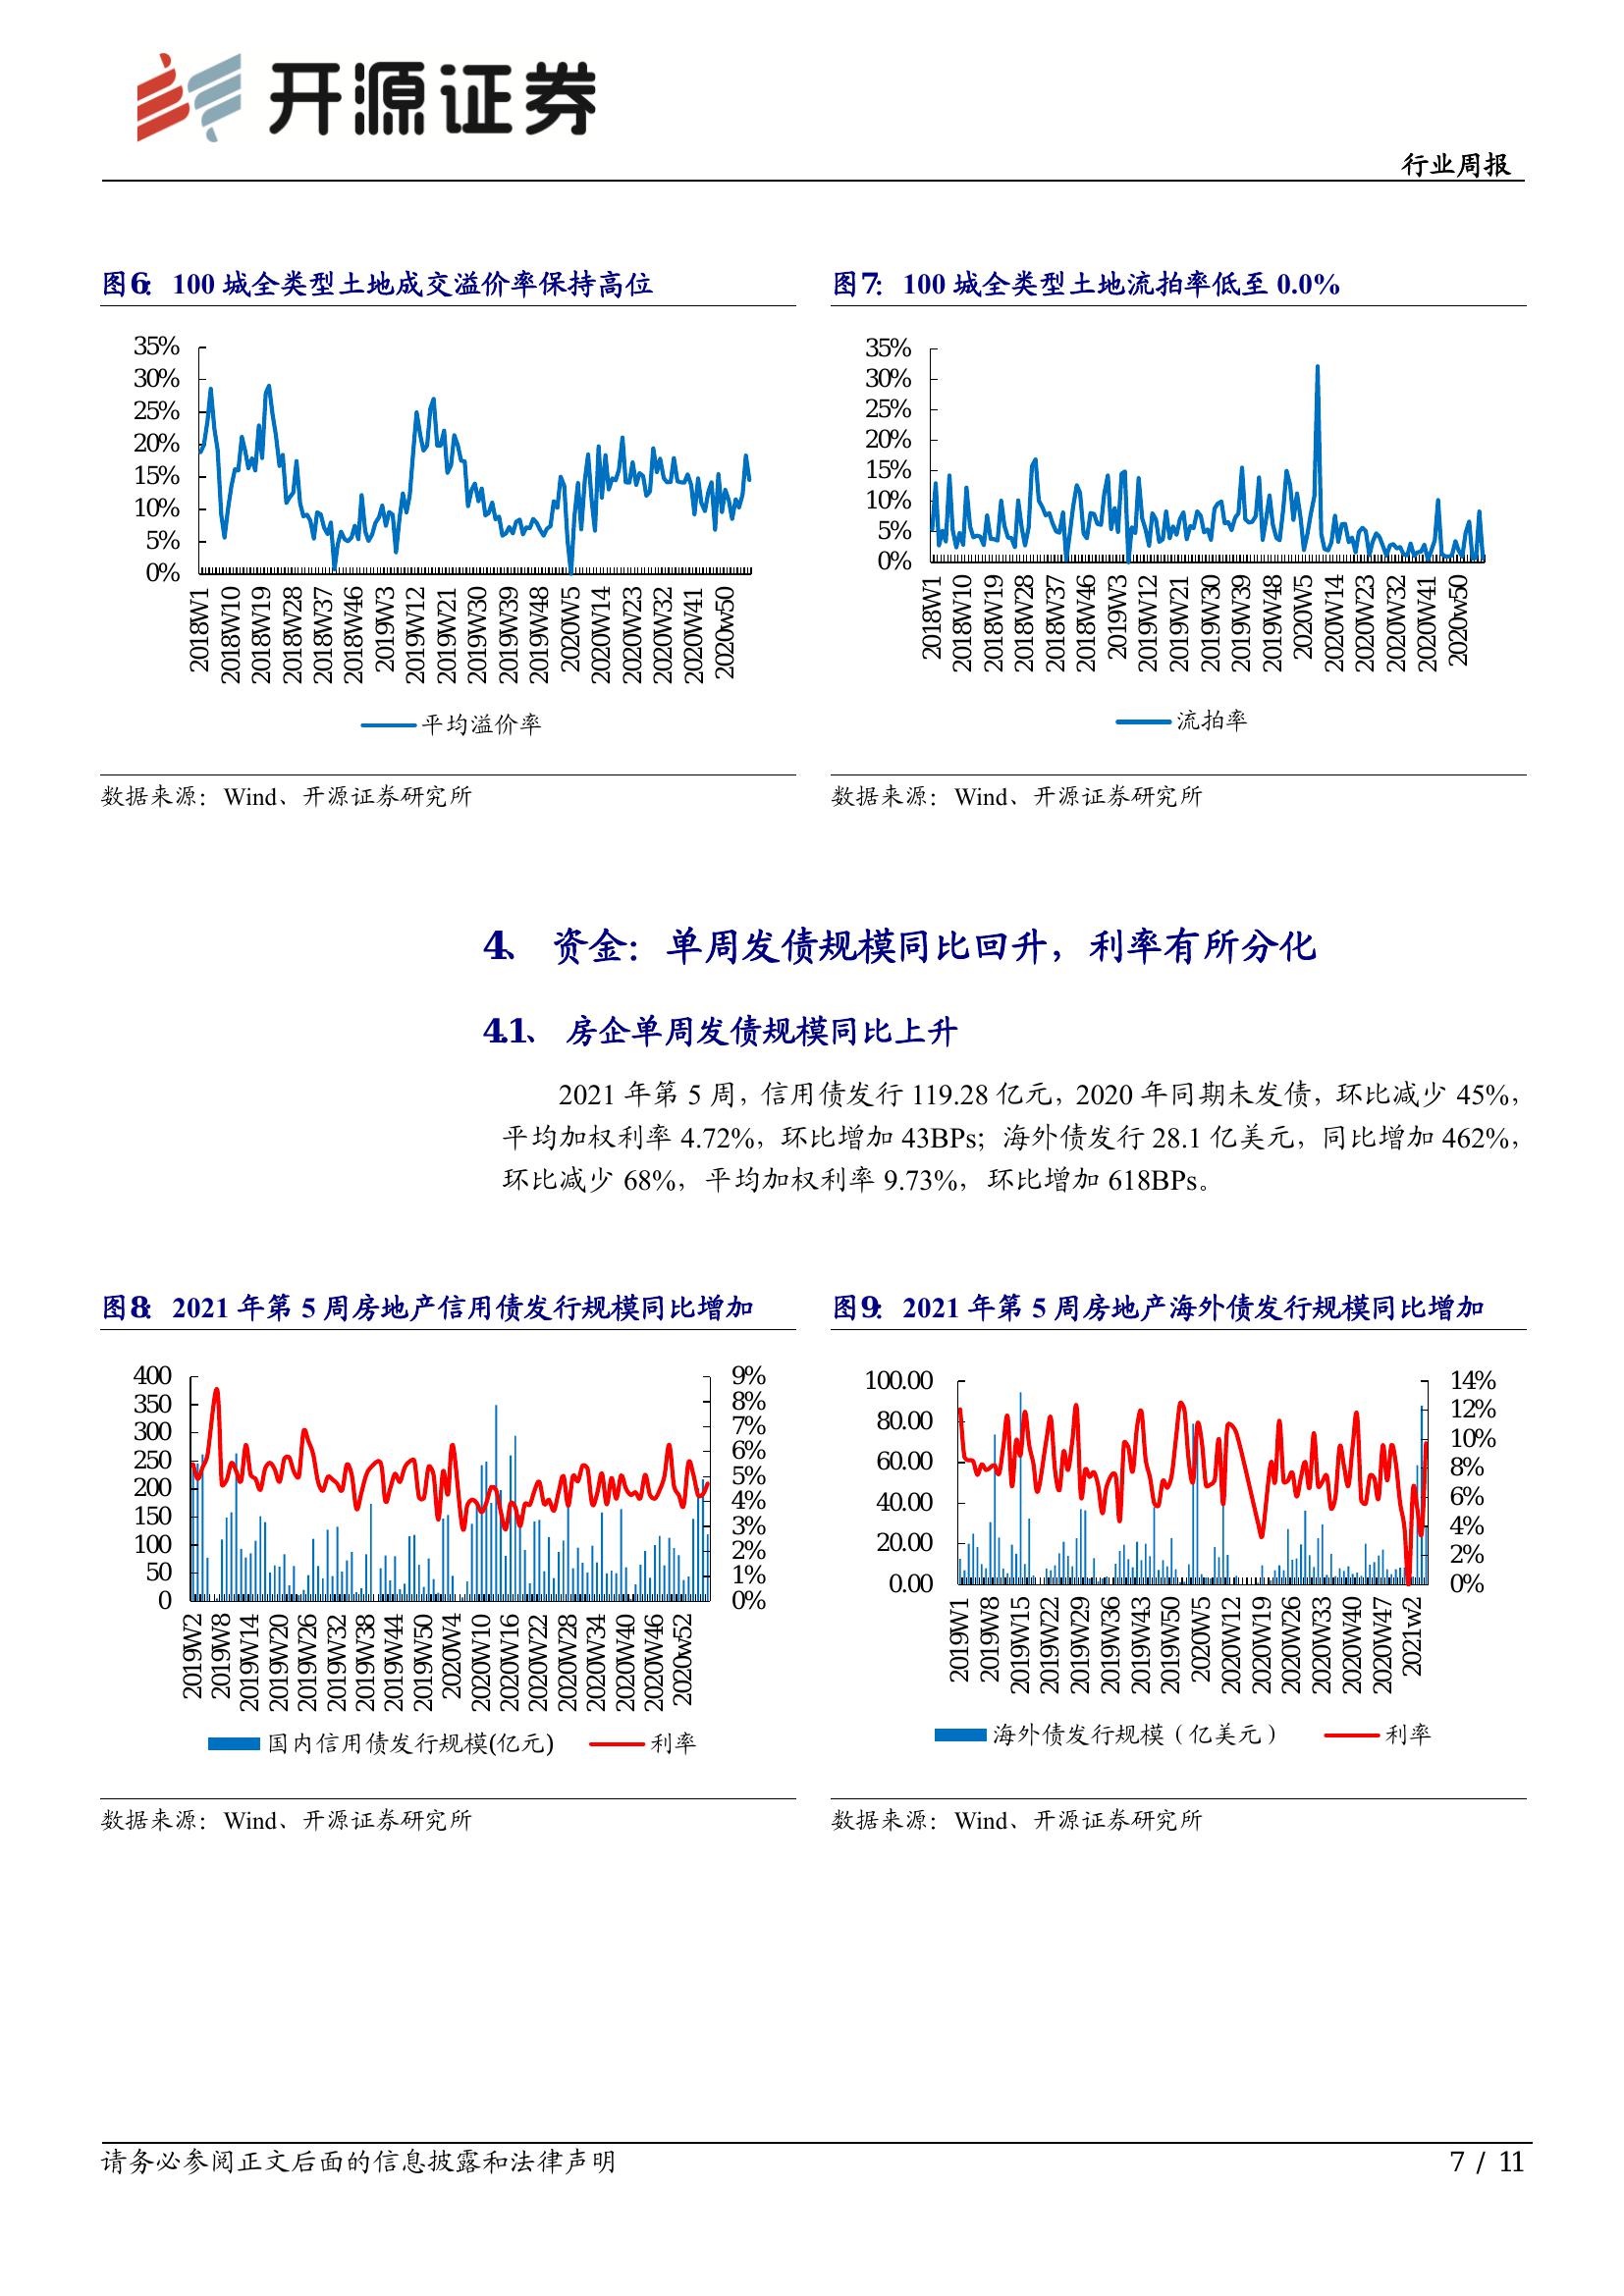 开源证券
行业周报
图6： 100 城全类型土地成交溢价率保持高位
35%
30%
25%
20%
15%
10%
5%
0%
2018W1
2018W10
2018W19
2018W28
2018W37
2018W46
2019W3
2019W12
2019W21
2019W30
2019W39
2019W48
2020W5
2020W14
2020W23
2020W32
2020W41
2020w50
平均溢价率
数据来源：Wind、开源证券研究所
图7： 100 城全类型土地流拍率低至 0.0%
35%
30%
25%
20%
15%
10%
5%
0%
2018W1
2018W10
2018W19
2018W28
2018W37
2018W46
2019W3
2019W12
2019W21
2019W30
2019W39
2019W48
2020W5
2020W14
2020W23
2020W32
2020W41
2020w50
流拍率
数据来源：Wind、开源证券研究所
4、 资金：单周发债规模同比回升，利率有所分化
4.1、 房企单周发债规模同比上升
2021 年第 5 周，信用债发行 119.28 亿元，2020 年同期未发债，环比减少 45%，
平均加权利率 4.72%，环比增加 43BPs；海外债发行 28.1 亿美元，同比增加 462%，
环比减少 68%，平均加权利率 9.73%，环比增加 618BPs。
图8： 2021 年第 5 周房地产信用债发行规模同比增加
400
350
300
250
200
150
100
50
0
9%
8%
7%
6%
5%
4%
3%
2%
1%
0%
2019W2
2019W8
2019W14
2019W20
2019W26
2019W32
2019W38
2019W44
2019W50
2020W4
2020W10
2020W16
2020W22
2020W28
2020W34
2020W40
2020W46
2020w52
国内信用债发行规模(亿元) 利率
数据来源：Wind、开源证券研究所
图9： 2021 年第 5 周房地产海外债发行规模同比增加
100.00
80.00
60.00
40.00
20.00
0.00
14%
12%
10%
8%
6%
4%
2%
0%
2019W1
2019W8
2019W15
2019W22
2019W29
2019W36
2019W43
2019W50
2020W5
2020W12
2020W19
2020W26
2020W33
2020W40
2020W47
2021w2
海外债发行规模（亿美元） 利率
数据来源：Wind、开源证券研究所
请务必参阅正文后面的信息披露和法律声明
7 / 11